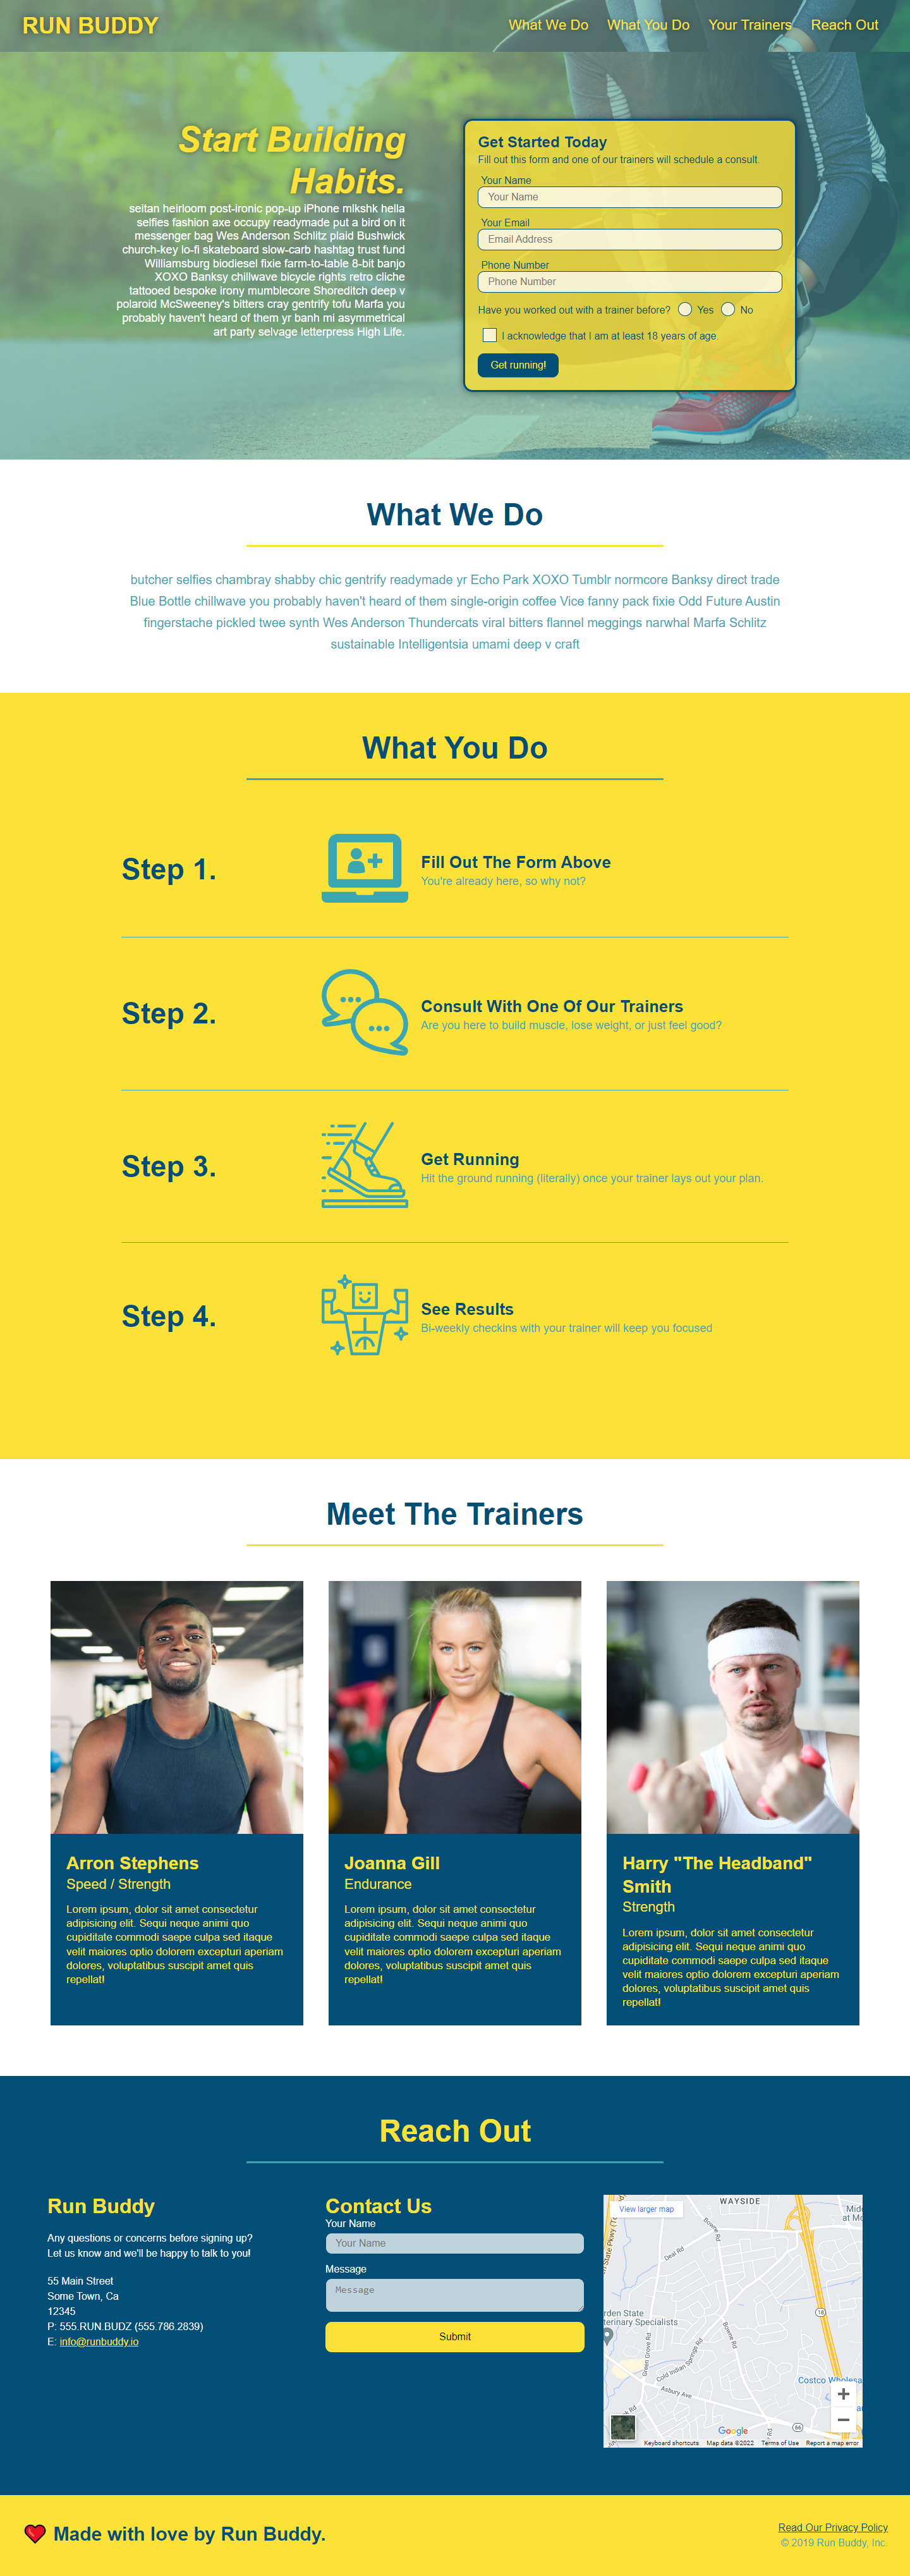 RUN BUDDY
What We Do What You Do Your Trainers Reach Out
Start Building
Habits.
seitan heirloom post-ironic pop-up iPhone mlkshk hella
selfies fashion axe occupy readymade put a bird on it
messenger bag Wes Anderson Schlitz plaid Bushwick
church-key lo-fi skateboard slow-carb hashtag trust fund
Williamsburg biodiesel fixie farm-to-table 8-bit banjo
XOXO Banksy chillwave bicycle rights retro cliche
tattooed bespoke irony mumblecore Shoreditch deep v
polaroid McSweeney's bitters cray gentrify tofu Marfa you
probably haven't heard of them yr banh mi asymmetrical
art party selvage letterpress High Life.
Get Started Today
Fill out this form and one of our trainers will schedule a consult.
Your Name
Your Name
Your Email
Email Address
Phone Number
Phone Number
Have you worked out with a trainer before? Yes No
I acknowledge that I am at least 18 years of age.
Get running!
What We Do
butcher selfies chambray shabby chic gentrify readymade yr Echo Park XOXO Tumblr normcore Banksy direct trade
Blue Bottle chillwave you probably haven't heard of them single-origin coffee Vice fanny pack fixie Odd Future Austin
fingerstache pickled twee synth Wes Anderson Thundercats viral bitters flannel meggings narwhal Marfa Schlitz
sustainable Intelligentsia umami deep v craft
What You Do
Step 1.
Fill Out The Form Above
You're already here, so why not?
Step 2.
Consult With One Of Our Trainers
Are you here to build muscle, lose weight, or just feel good?
Step 3.
Get Running
Hit the ground running (literally) once your trainer lays out your plan.
Step 4.
See Results
Bi-weekly checkins with your trainer will keep you focused
Meet The Trainers
Arron Stephens
Speed / Strength
Lorem ipsum, dolor sit amet consectetur
adipisicing elit. Sequi neque animi quo
cupiditate commodi saepe culpa sed itaque
velit maiores optio dolorem excepturi aperiam
dolores, voluptatibus suscipit amet quis
repellat!
Joanna Gill
Endurance
Lorem ipsum, dolor sit amet consectetur
adipisicing elit. Sequi neque animi quo
cupiditate commodi saepe culpa sed itaque
velit maiores optio dolorem excepturi aperiam
dolores, voluptatibus suscipit amet quis
repellat!
Harry "The Headband"
Smith
Strength
Lorem ipsum, dolor sit amet consectetur
adipisicing elit. Sequi neque animi quo
cupiditate commodi saepe culpa sed itaque
velit maiores optio dolorem excepturi aperiam
dolores, voluptatibus suscipit amet quis
repellat!
Reach Out
Run Buddy
Any questions or concerns before signing up?
Let us know and we'll be happy to talk to you!
55 Main Street
Some Town, Ca
12345
P: 555.RUN.BUDZ (555.786.2839)
E: info@runbuddy.io
Contact Us
Your Name
Your Name
Message
Message
Submit
View larger map
WAYSIDE
Bowne Rd
Deal Rd
18
Green Grove Rd
Bowne Rd
Cold Indian Springs Rd
Asbury Ave
Costco
66
Google
Keyboard shortcuts Map data ©2022 Terms of Use Report a map error
Made with love by Run Buddy.
Read Our Privacy Policy
© 2019 Run Buddy, Inc.